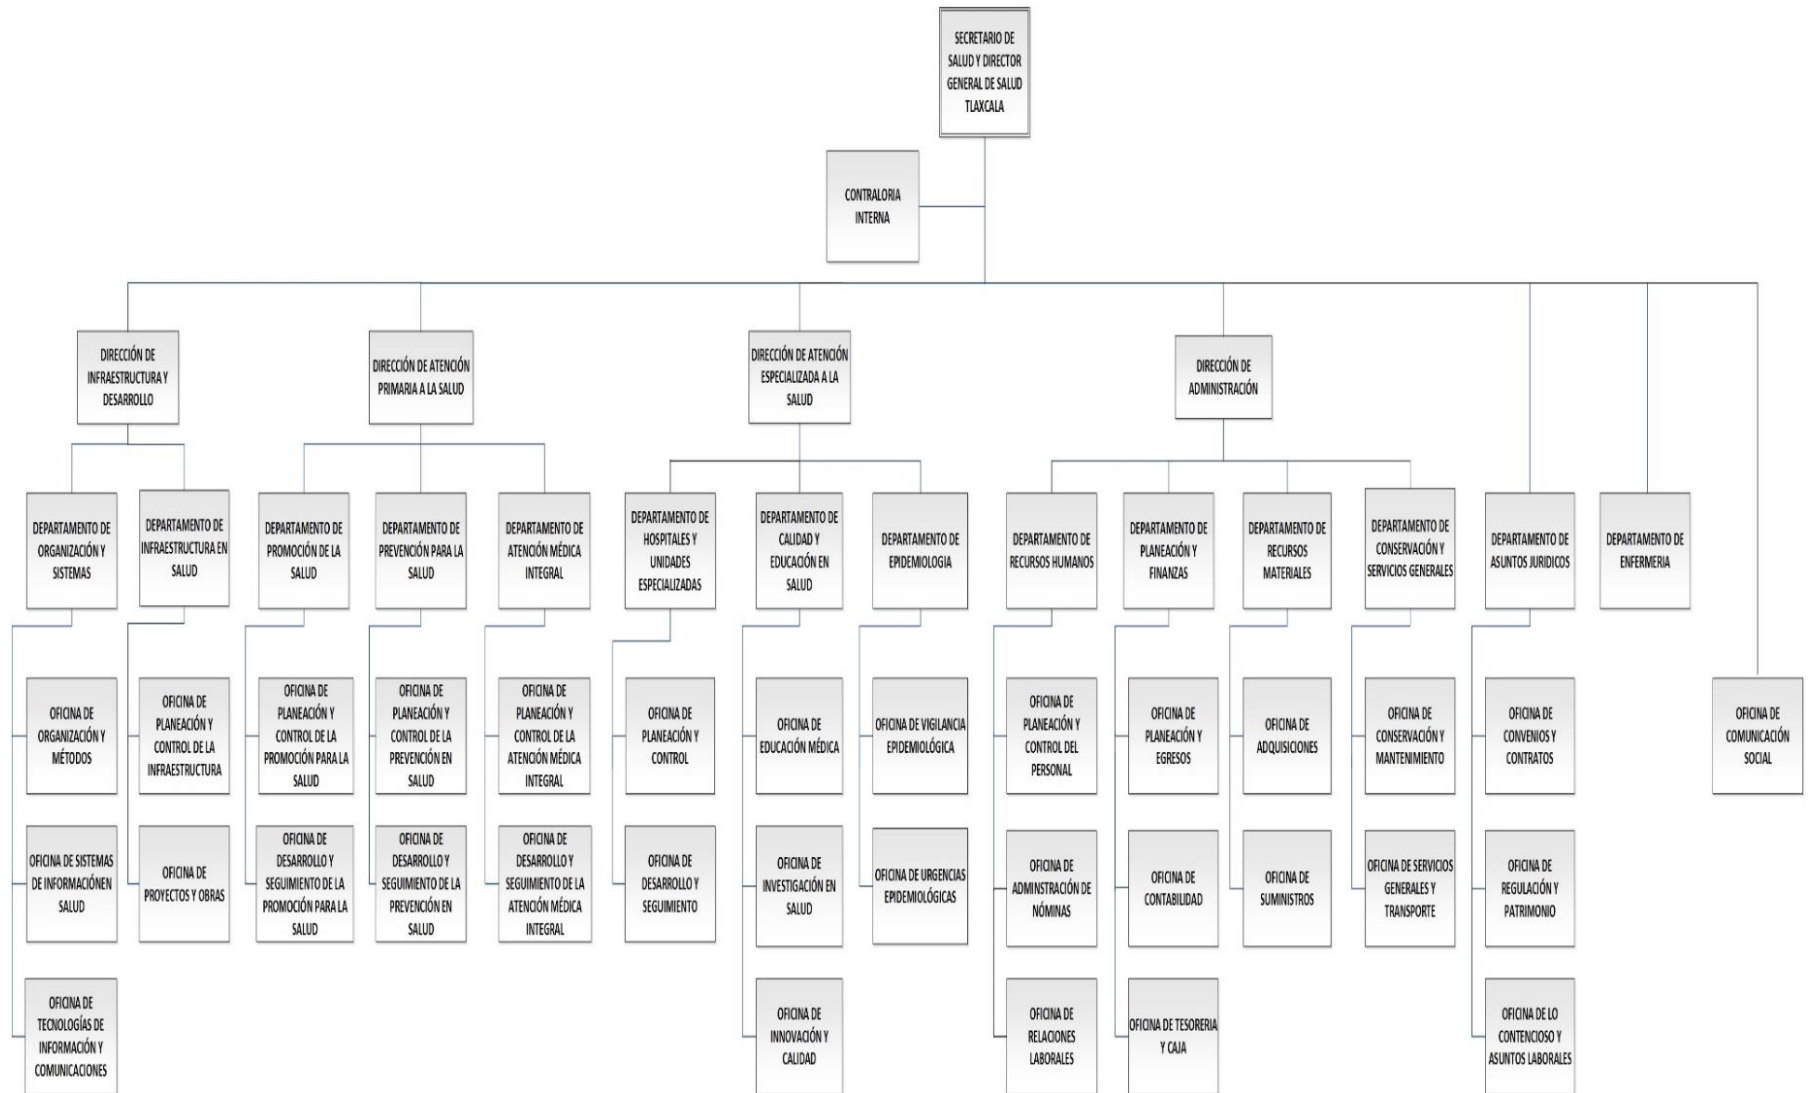 SECRETARIO DE
SALUD Y DIRECTOR
GENERAL DE SALUD
TLAXCALA
CONTRALORIA
INTERNA
DIRECCIÓN DE
INFRAESTRUCTURA Y
DESARROLLO
DIRECCIÓN DE ATENCIÓN
PRIMARIA A LA SALUD
DIRECCIÓN DE ATENCIÓN
ESPECIALIZADA A LA
SALUD
DIRECCIÓN DE
ADMINISTRACIÓN
DEPARTAMENTO DE
ORGANIZACIÓN Y
SISTEMAS
DEPARTAMENTO DE
INFRAESTRUCTURA EN
SALUD
DEPARTAMENTO DE
PROMOCIÓN DE LA
SALUD
DEPARTAMENTO DE
PREVENCIÓN PARA LA
SALUD
DEPARTAMENTO DE
ATENCIÓN MÉDICA
INTEGRAL
DEPARTAMENTO DE
HOSPITALES Y
UNIDADES
ESPECIALIZADAS
DEPARTAMENTO DE
CALIDAD Y
EDUCACIÓN EN
SALUD
DEPARTAMENTO DE
EPIDEMIOLOGIA
DEPARTAMENTO DE
RECURSOS HUMANOS
DEPARTAMENTO DE
PLANEACIÓN Y
FINANZAS
DEPARTAMENTO DE
RECURSOS
MATERIALES
DEPARTAMENTO DE
CONSERVACIÓN Y
SERVICIOS GENERALES
DEPARTAMENTO DE
ASUNTOS JURIDICOS
DEPARTAMENTO DE
ENFERMERIA
OFICINA DE
ORGANIZACIÓN Y
MÉTODOS
OFICINA DE
PLANEACIÓN Y
CONTROL DE LA
INFRAESTRUCTURA
OFICINA DE
PLANEACIÓN Y
CONTROL DE LA
PROMOCIÓN PARA LA
SALUD
OFICINA DE
PLANEACIÓN Y
CONTROL DE LA
PREVENCIÓN EN
SALUD
OFICINA DE
PLANEACIÓN Y
CONTROL DE LA
ATENCIÓN MÉDICA
INTEGRAL
OFICINA DE
PLANEACIÓN Y
CONTROL
OFICINA DE
EDUCACIÓN MÉDICA
OFICINA DE VIGILANCIA
EPIDEMIOLÓGICA
OFICINA DE
PLANEACIÓN Y
CONTROL DEL
PERSONAL
OFICINA DE
PLANEACIÓN Y
EGRESOS
OFICINA DE
ADQUISICIONES
OFICINA DE
CONSERVACIÓN Y
MANTENIMIENTO
OFICINA DE
CONVENIOS Y
CONTRATOS
OFICINA DE
COMUNICACIÓN
SOCIAL
OFICINA DE SISTEMAS
DE INFORMACIÓNEN
SALUD
OFICINA DE
PROYECTOS Y OBRAS
OFICINA DE
DESARROLLO Y
SEGUIMIENTO DE LA
PROMOCIÓN PARA LA
SALUD
OFICINA DE
DESARROLLO Y
SEGUIMIENTO DE LA
PREVENCIÓN EN
SALUD
OFICINA DE
DESARROLLO Y
SEGUIMIENTO DE LA
ATENCIÓN MÉDICA
INTEGRAL
OFICINA DE
DESARROLLO Y
SEGUIMIENTO
OFICINA DE
INVESTIGACIÓN EN
SALUD
OFICINA DE URGENCIAS
EPIDEMIOLÓGICAS
OFICINA DE
ADMINSTRACIÓN DE
NÓMINAS
OFICINA DE
CONTABILIDAD
OFICINA DE
SUMINISTROS
OFICINA DE SERVICIOS
GENERALES Y
TRANSPORTE
OFICINA DE
REGULACIÓN Y
PATRIMONIO
OFICINA DE
TECNOLOGÍAS DE
INFORMACIÓN Y
COMUNICACIONES
OFICINA DE
INNOVACIÓN Y
CALIDAD
OFICINA DE
RELACIONES
LABORALES
OFICINA DE TESORERIA
Y CAJA
OFICINA DE LO
CONTENCIOSO Y
ASUNTOS LABORALES